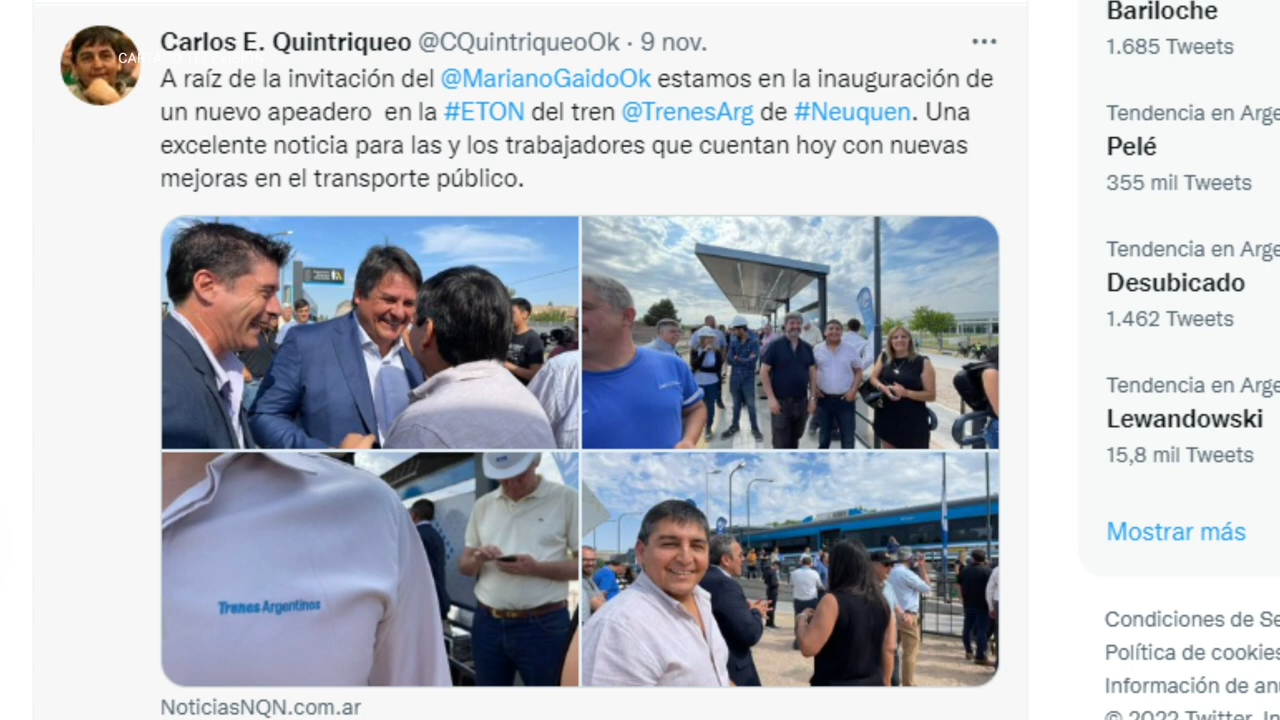 Carlos E. Quintriqueo @CQuintriqueoOk · 9 nov.
A raíz de la invitación del @MarianoGaidoOk estamos en la inauguración de
un nuevo apeadero en la #ETON del tren @TrenesArg de #Neuquen. Una
excelente noticia para las y los trabajadores que cuentan hoy con nuevas
mejoras en el transporte público.
Trenes Argentinos
NoticiasNQN.com.ar
Bariloche
1.685 Tweets
Tendencia en Arge
Pelé
355 mil Tweets
Tendencia en Arge
Desubicado
1.462 Tweets
Tendencia en Arge
Lewandowski
15,8 mil Tweets
Mostrar más
Condiciones de Se
Política de cookies
Información de anu
© 2022 Twitter, In